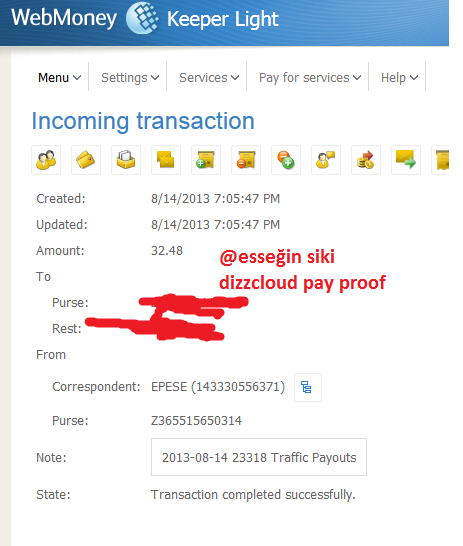 WebMoney Keeper Light
Menu Settings Services Pay for services Help
Incoming transaction
Created: 8/14/2013 7:05:47 PM
Updated: 8/14/2013 7:05:47 PM
Amount: 32.48
@esseğin siki
dizzcloud pay proof
To
Purse:
Rest:
From
Correspondent: EPESE (143330556371)
Purse: Z365515650314
Note: 2013-08-14 23318 Traffic Payouts
State: Transaction completed successfully.